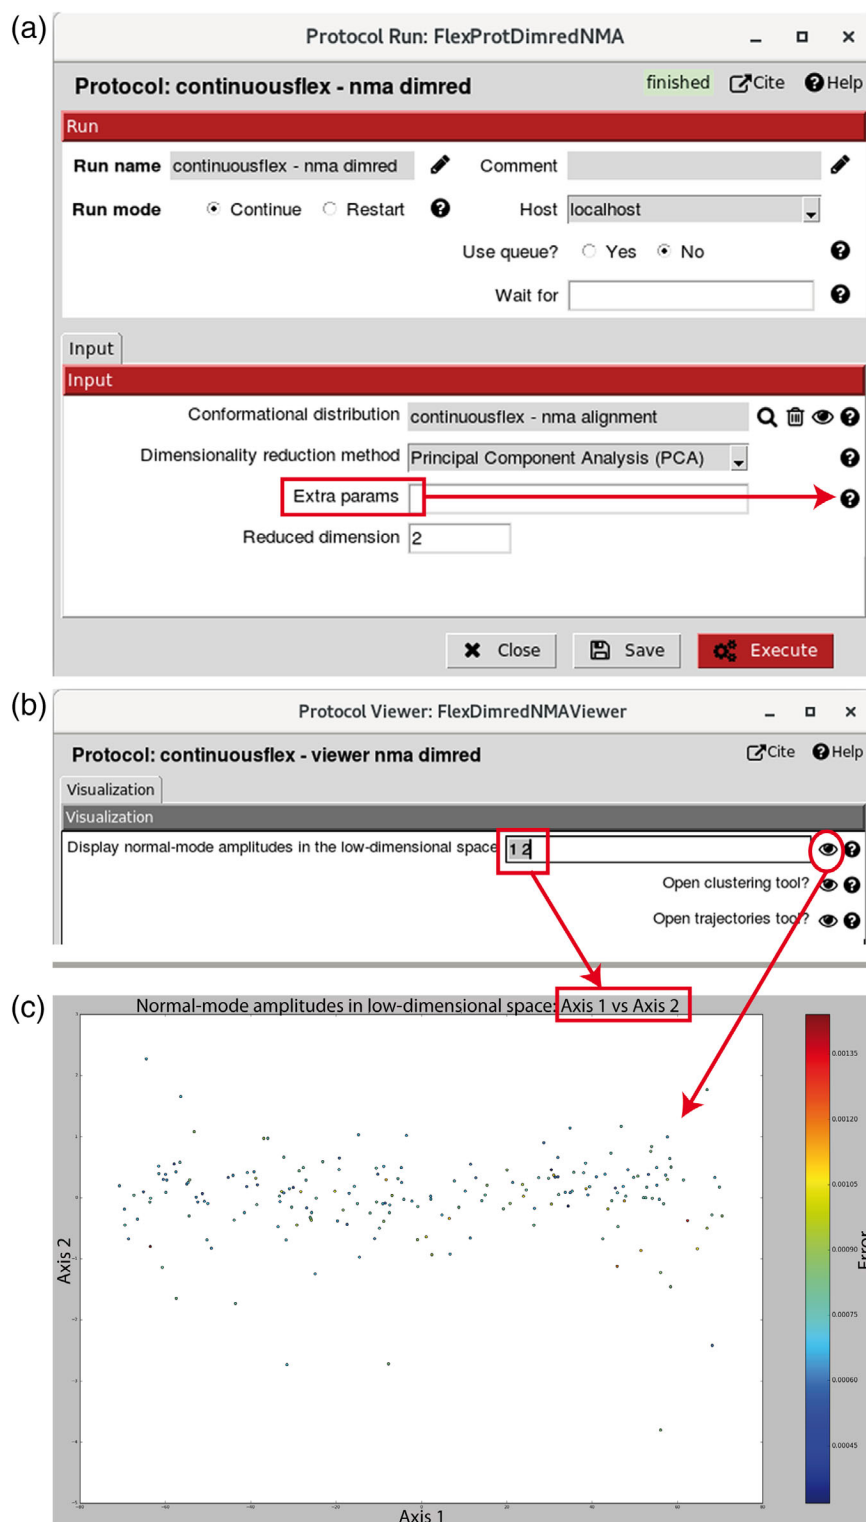 (a)
Protocol Run: FlexProtDimredNMA
Protocol: continuousflex - nma dimred finished Cite Help
Run
Run name continuousflex - nma dimred Comment
Run mode Continue Restart Host localhost
Use queue? Yes No
Wait for
Input
Input
Conformational distribution continuousflex - nma alignment
Dimensionality reduction method Principal Component Analysis (PCA)
Extra params
Reduced dimension 2
Close Save Execute
(b)
Protocol Viewer: FlexDimredNMAViewer
Protocol: continuousflex - viewer nma dimred Cite Help
Visualization
Visualization
Display normal-mode amplitudes in the low-dimensional space 1 2
Open clustering tool?
Open trajectories tool?
(c)
Normal-mode amplitudes in low-dimensional space: Axis 1 vs Axis 2
Axis 2
Axis 1
0.00135
0.00120
0.00105
0.00090
0.00075
0.00060
0.00045
Error